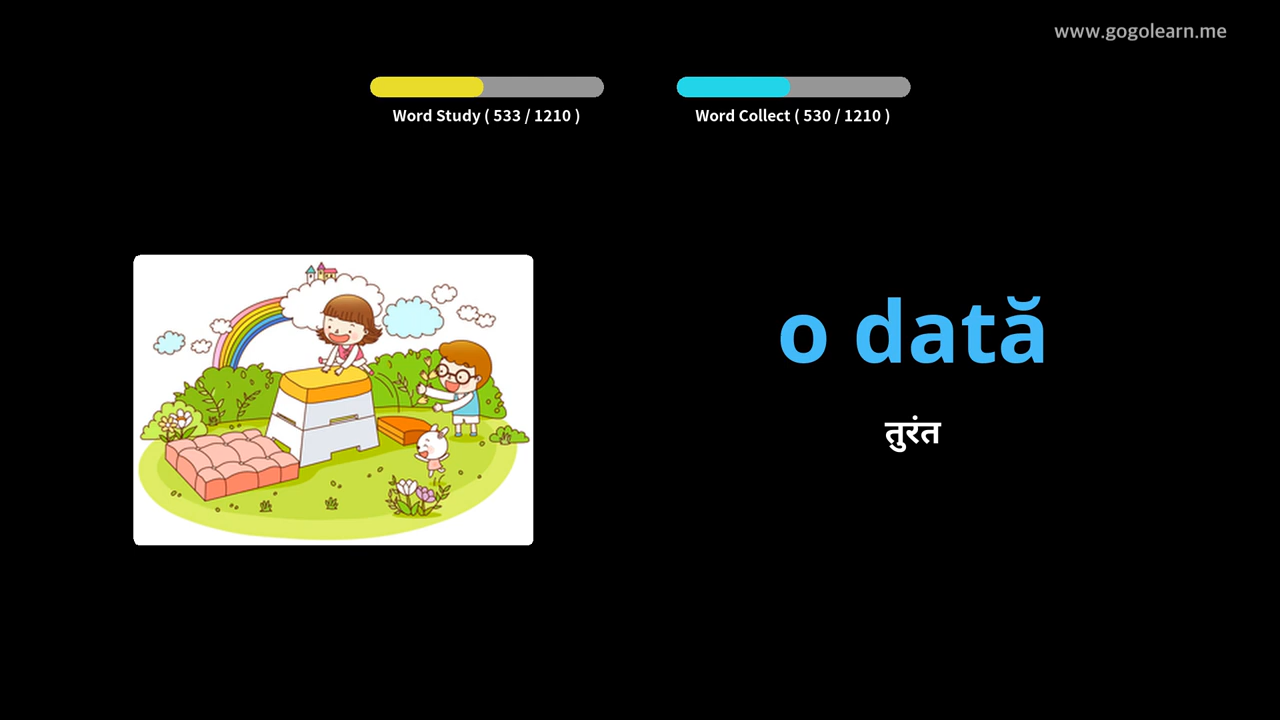 www.gogolearn.me
Word Study ( 533 / 1210 )
Word Collect ( 530 / 1210 )
o dată
तुरंत